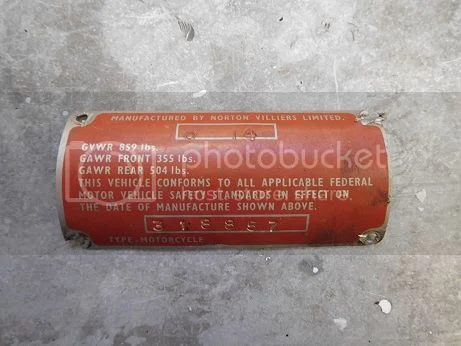 MANUFACTURED BY NORTON VILLIERS LIMITED.
14
GVWR 859 lbs.
GAWR FRONT 355 lbs.
GAWR REAR 504 lbs.
THIS VEHICLE CONFORMS TO ALL APPLICABLE FEDERAL
MOTOR VEHICLE SAFETY STANDARDS IN EFFECT ON
THE DATE OF MANUFACTURE SHOWN ABOVE.
TYPE-MOTORCYCLE
photobucket